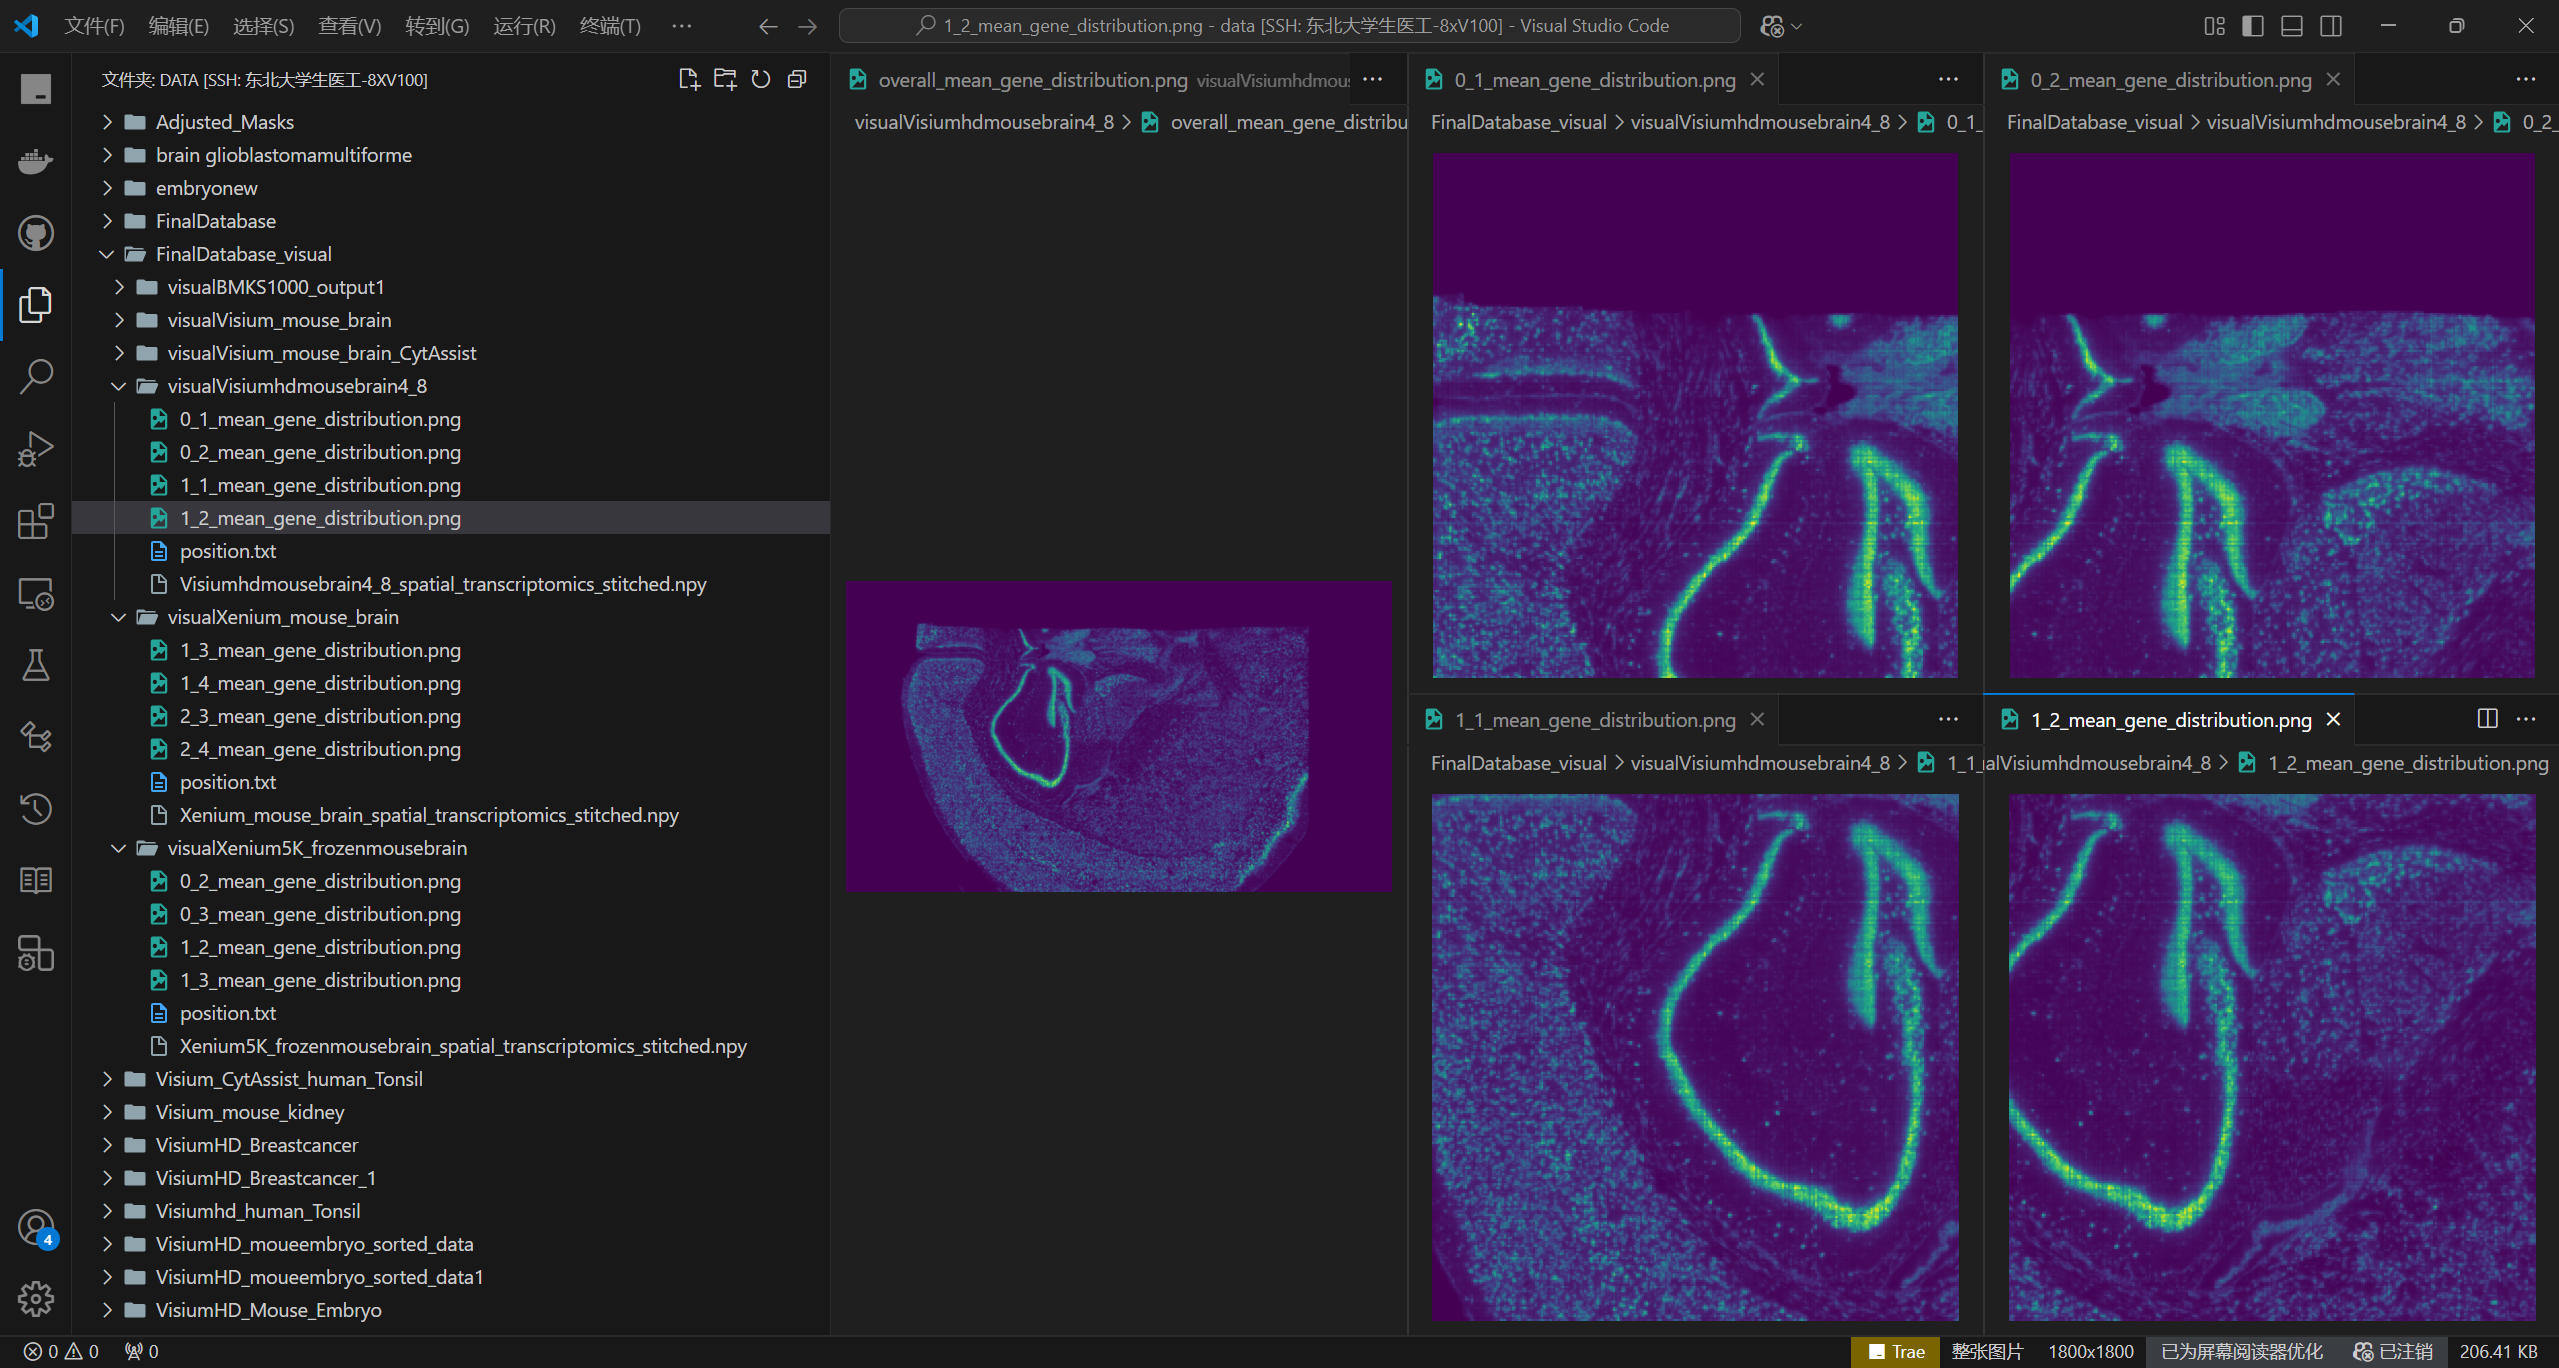 文件(F) 编辑(E) 选择(S) 查看(V) 转到(G) 运行(R) 终端(T) ···
1_2_mean_gene_distribution.png - data [SSH: 东北大学生医工-8xV100] - Visual Studio Code
文件夹: DATA [SSH: 东北大学生医工-8XV100]
Adjusted_Masks
brain glioblastomamultiforme
embryonew
FinalDatabase
FinalDatabase_visual
visualBMKS1000_output1
visualVisium_mouse_brain
visualVisium_mouse_brain_CytAssist
visualVisiumhdmousebrain4_8
0_1_mean_gene_distribution.png
0_2_mean_gene_distribution.png
1_1_mean_gene_distribution.png
1_2_mean_gene_distribution.png
position.txt
Visiumhdmousebrain4_8_spatial_transcriptomics_stitched.npy
visualXenium_mouse_brain
1_3_mean_gene_distribution.png
1_4_mean_gene_distribution.png
2_3_mean_gene_distribution.png
2_4_mean_gene_distribution.png
position.txt
Xenium_mouse_brain_spatial_transcriptomics_stitched.npy
visualXenium5K_frozenmousebrain
0_2_mean_gene_distribution.png
0_3_mean_gene_distribution.png
1_2_mean_gene_distribution.png
1_3_mean_gene_distribution.png
position.txt
Xenium5K_frozenmousebrain_spatial_transcriptomics_stitched.npy
Visium_CytAssist_human_Tonsil
Visium_mouse_kidney
VisiumHD_Breastcancer
VisiumHD_Breastcancer_1
Visiumhd_human_Tonsil
VisiumHD_moueembryo_sorted_data
VisiumHD_moueembryo_sorted_data1
VisiumHD_Mouse_Embryo
4
overall_mean_gene_distribution.png visualVisiumhdmous
visualVisiumhdmousebrain4_8 > overall_mean_gene_distribu
0_1_mean_gene_distribution.png
FinalDatabase_visual > visualVisiumhdmousebrain4_8 > 0_1_
0_2_mean_gene_distribution.png
FinalDatabase_visual > visualVisiumhdmousebrain4_8 > 0_2_
1_1_mean_gene_distribution.png
FinalDatabase_visual > visualVisiumhdmousebrain4_8 > 1_1_
1_2_mean_gene_distribution.png
alVisiumhdmousebrain4_8 > 1_2_mean_gene_distribution.png
0 0 0
Trae 整张图片 1800x1800 已为屏幕阅读器优化 已注销 206.41 KB